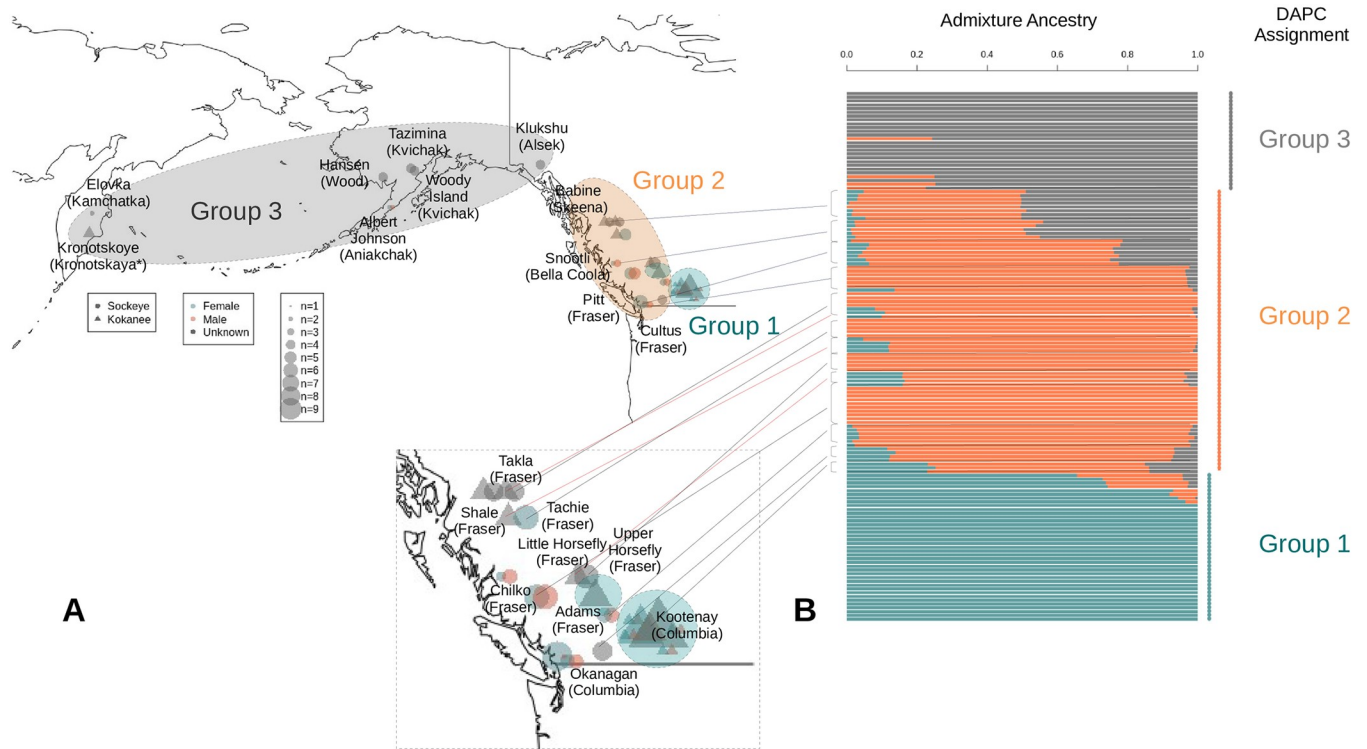 Admixture Ancestry
DAPC
Assignment
0.0
0.2
0.4
0.6
0.8
1.0
Tazimina
(Kvichak)
Klukshu
(Alsek)
Hansen
(Wood)
Woody
Island
(Kvichak)
Group 2
Babine
(Skeena)
Elovka
(Kamchatka)
Group 3
Albert
Johnson
(Aniakchak)
Kronotskoye
(Kronotskaya*)
Snootli
(Bella Coola)
Pitt
(Fraser)
Group 1
Cultus
(Fraser)
Sockeye
Kokanee
Female
Male
Unknown
n=1
n=2
n=3
n=4
n=5
n=6
n=7
n=8
n=9
Group 3
Group 2
Group 1
Takla
(Fraser)
Shale
(Fraser)
Tachie
(Fraser)
Little Horsefly
(Fraser)
Upper
Horsefly
(Fraser)
Chilko
(Fraser)
Adams
(Fraser)
Kootenay
(Columbia)
Okanagan
(Columbia)
A
B